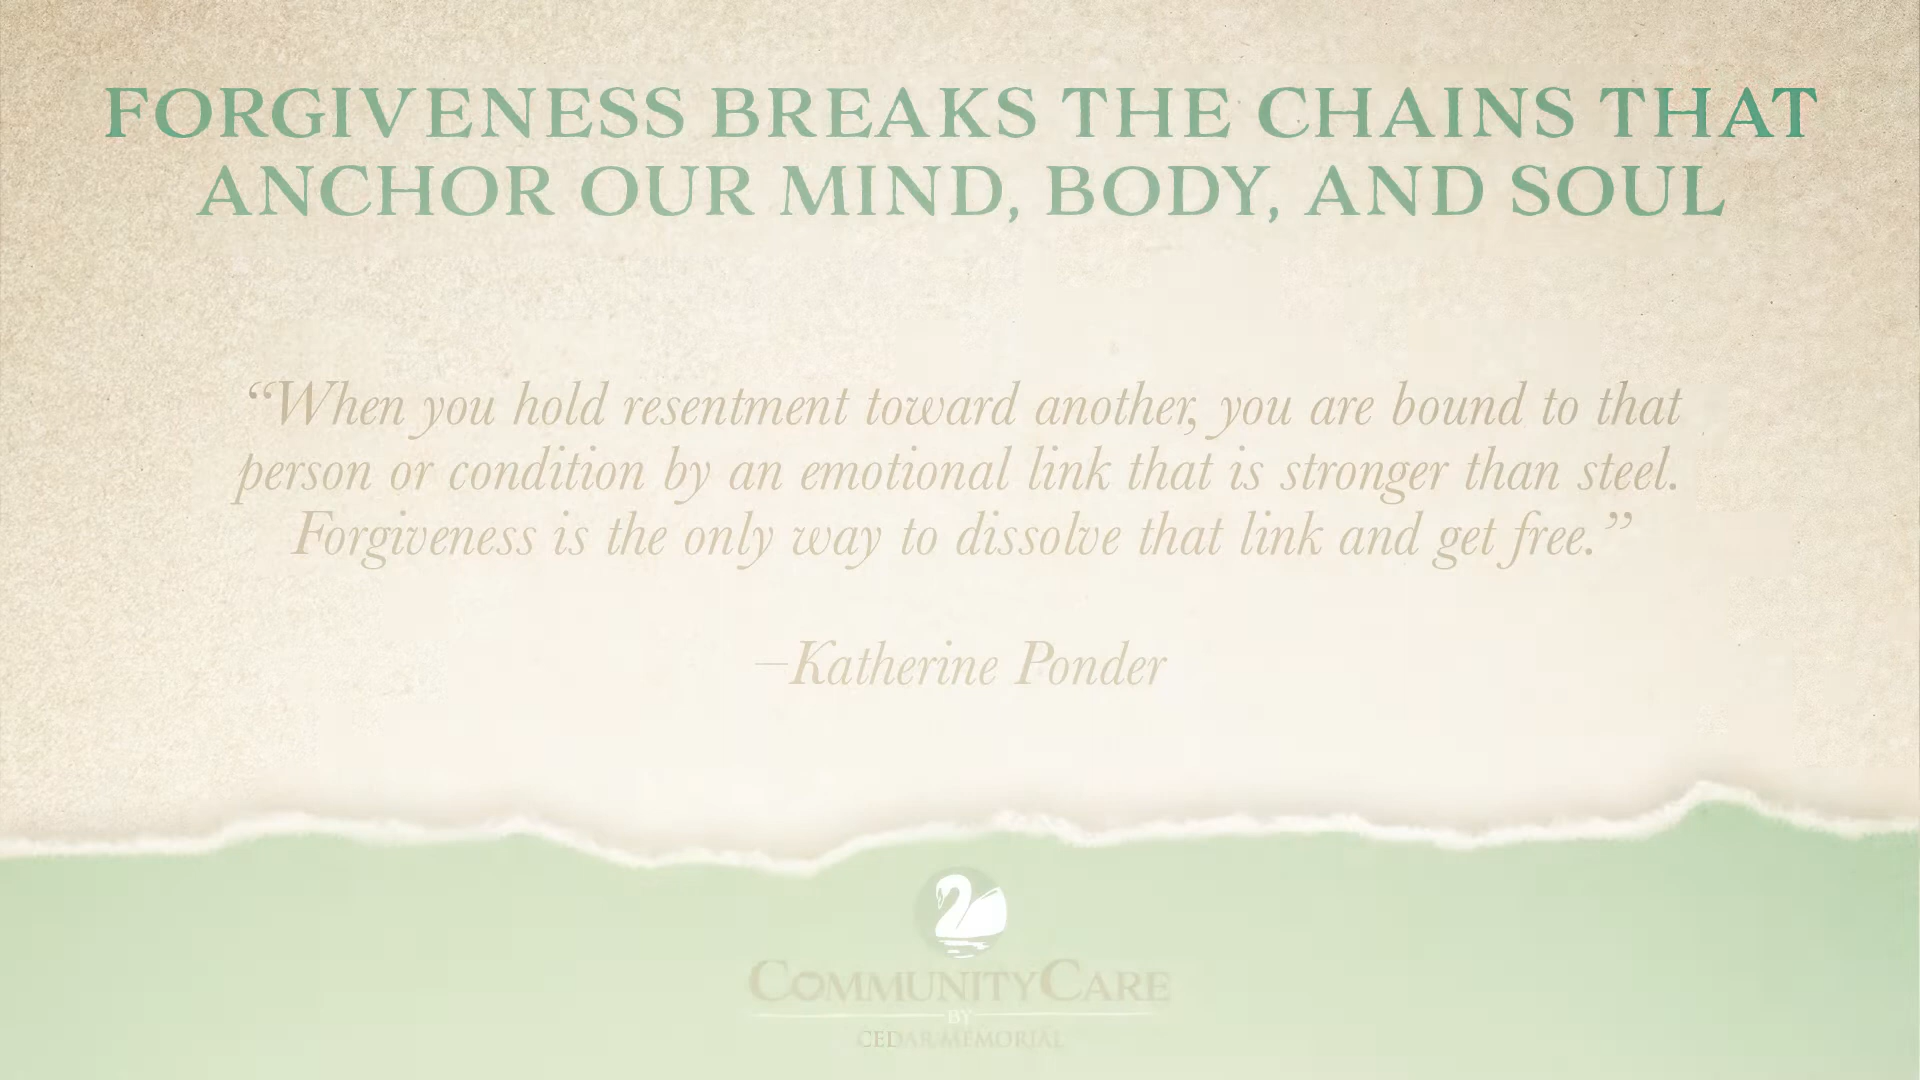 FORGIVENESS BREAKS THE CHAINS THAT
ANCHOR OUR MIND, BODY, AND SOUL
“When you hold resentment toward another, you are bound to that
person or condition by an emotional link that is stronger than steel.
Forgiveness is the only way to dissolve that link and get free.”
–Katherine Ponder
COMMUNITYCARE
BY
CEDAR MEMORIAL